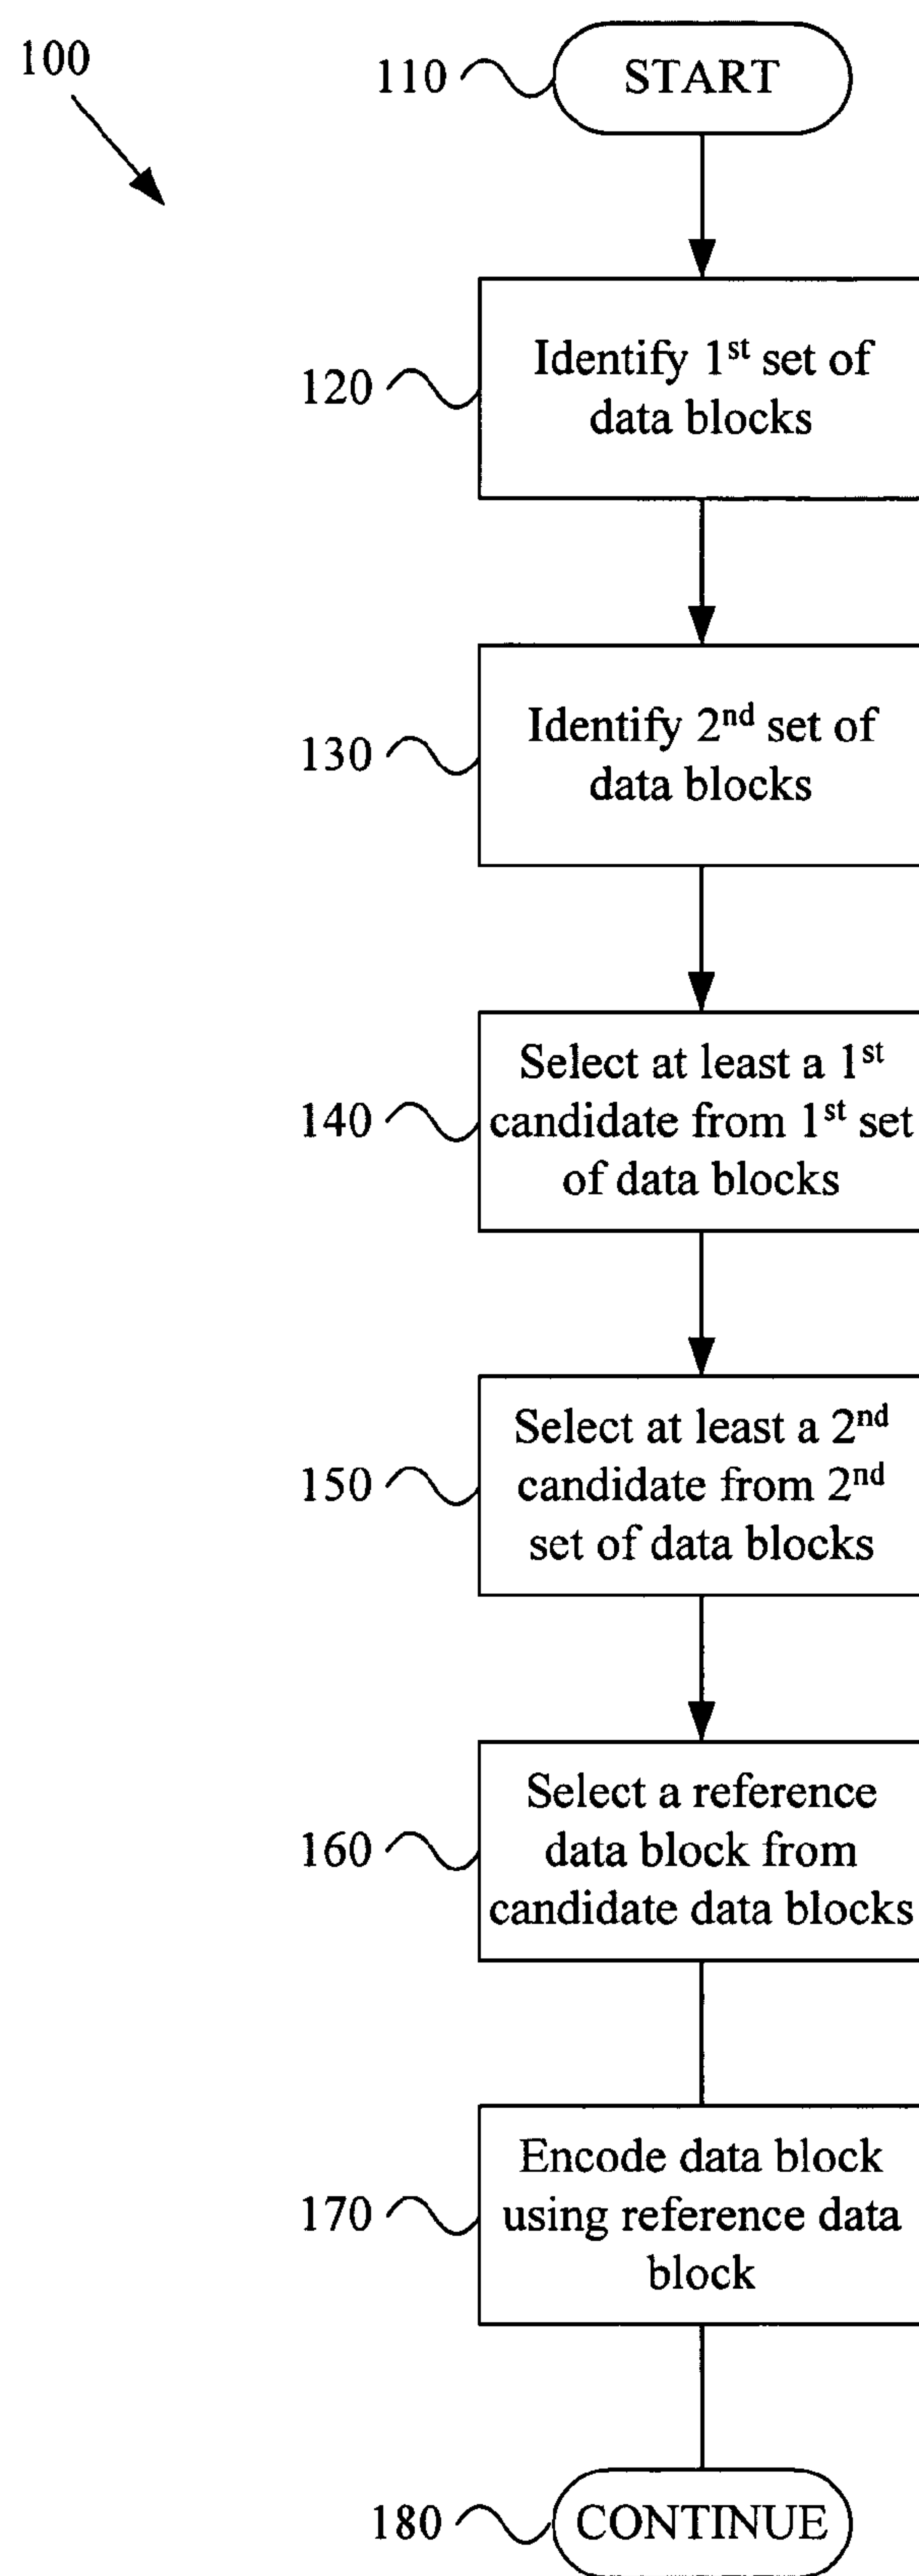 100
110
START
120
Identify 1st set of
data blocks
130
Identify 2nd set of
data blocks
140
Select at least a 1st
candidate from 1st set
of data blocks
150
Select at least a 2nd
candidate from 2nd
set of data blocks
160
Select a reference
data block from
candidate data blocks
170
Encode data block
using reference data
block
180
CONTINUE